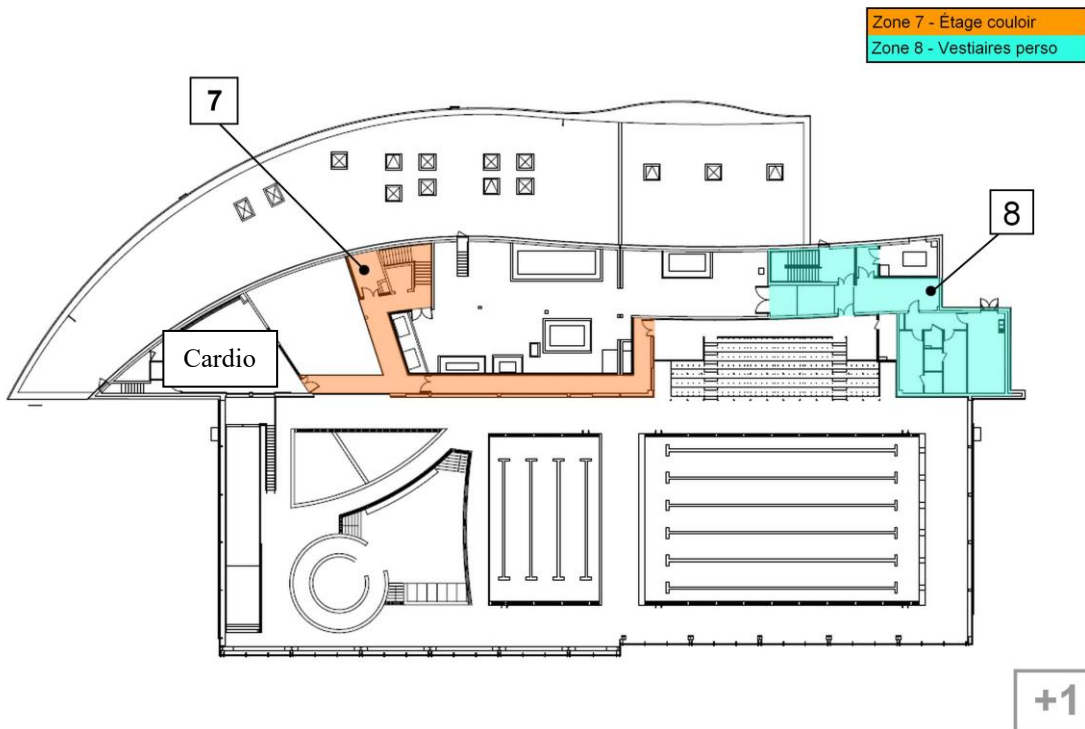 Zone 7 - Étage couloir
Zone 8 - Vestiaires perso
7
8
Cardio
+1